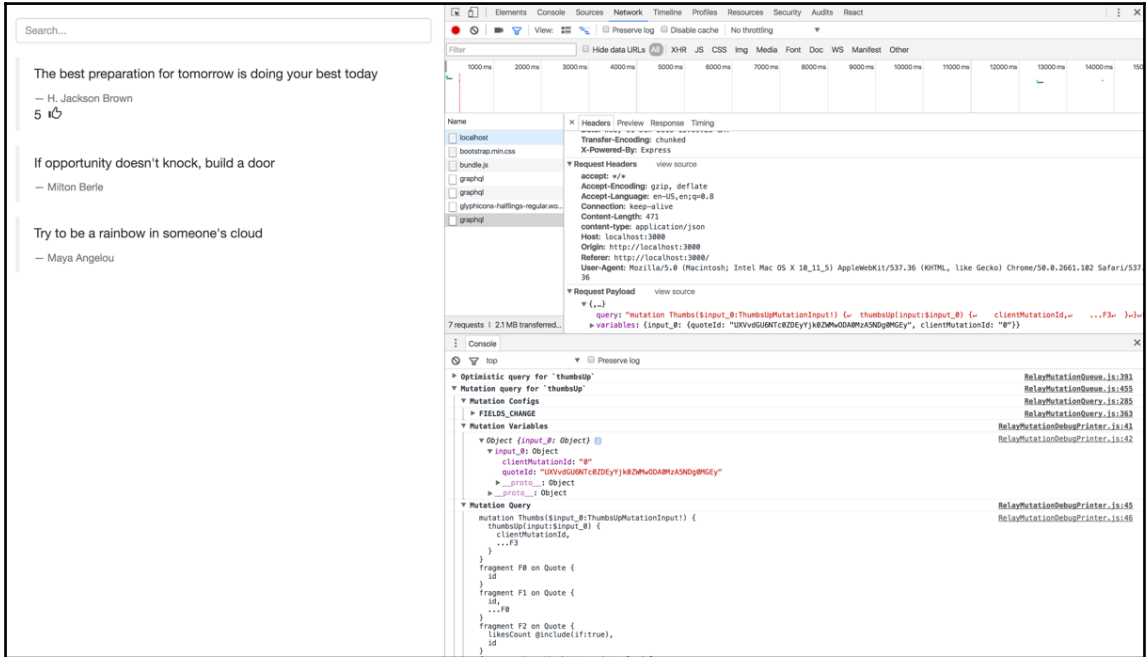 Search...
The best preparation for tomorrow is doing your best today
— H. Jackson Brown
5
If opportunity doesn't knock, build a door
— Milton Berle
Try to be a rainbow in someone's cloud
— Maya Angelou
Elements Console Sources Network Timeline Profiles Resources Security Audits React
View: Preserve log Disable cache No throttling
Filter Hide data URLs All XHR JS CSS Img Media Font Doc WS Manifest Other
1000 ms 2000 ms 3000 ms 4000 ms 5000 ms 6000 ms 7000 ms 8000 ms 9000 ms 10000 ms 11000 ms 12000 ms 13000 ms 14000 ms 150
Name
localhost
bootstrap.min.css
bundle.js
graphql
graphql
glyphicons-halflings-regular.wo...
graphql
7 requests | 2.1 MB transferred...
× Headers Preview Response Timing
Transfer-Encoding: chunked
X-Powered-By: Express
Request Headers view source
accept: */*
Accept-Encoding: gzip, deflate
Accept-Language: en-US,en;q=0.8
Connection: keep-alive
Content-Length: 471
content-type: application/json
Host: localhost:3000
Origin: http://localhost:3000
Referer: http://localhost:3000/
User-Agent: Mozilla/5.0 (Macintosh; Intel Mac OS X 10_11_5) AppleWebKit/537.36 (KHTML, like Gecko) Chrome/50.0.2661.102 Safari/537.
36
Request Payload view source
{,…}
query: "mutation Thumbs($input_0:ThumbsUpMutationInput!) {↵ thumbsUp(input:$input_0) {↵ clientMutationId,↵ ...F3↵ }↵}↵
variables: {input_0: {quoteId: "UXVvdGU6NTc0ZDEyYjk0ZWMwODA0MzA5NDg0MGEy", clientMutationId: "0"}}
Console
top Preserve log
Optimistic query for `thumbsUp` RelayMutationQueue.js:391
Mutation query for `thumbsUp` RelayMutationQueue.js:455
Mutation Configs RelayMutationQuery.js:285
FIELDS_CHANGE RelayMutationQuery.js:363
Mutation Variables RelayMutationDebugPrinter.js:41
Object {input_0: Object} RelayMutationDebugPrinter.js:42
input_0: Object
clientMutationId: "0"
quoteId: "UXVvdGU6NTc0ZDEyYjk0ZWMwODA0MzA5NDg0MGEy"
__proto__: Object
__proto__: Object
Mutation Query RelayMutationDebugPrinter.js:45
mutation Thumbs($input_0:ThumbsUpMutationInput!) { RelayMutationDebugPrinter.js:46
thumbsUp(input:$input_0) {
clientMutationId,
...F3
}
}
fragment F0 on Quote {
id
}
fragment F1 on Quote {
id,
...F0
}
fragment F2 on Quote {
likesCount @include(if:true),
id
}